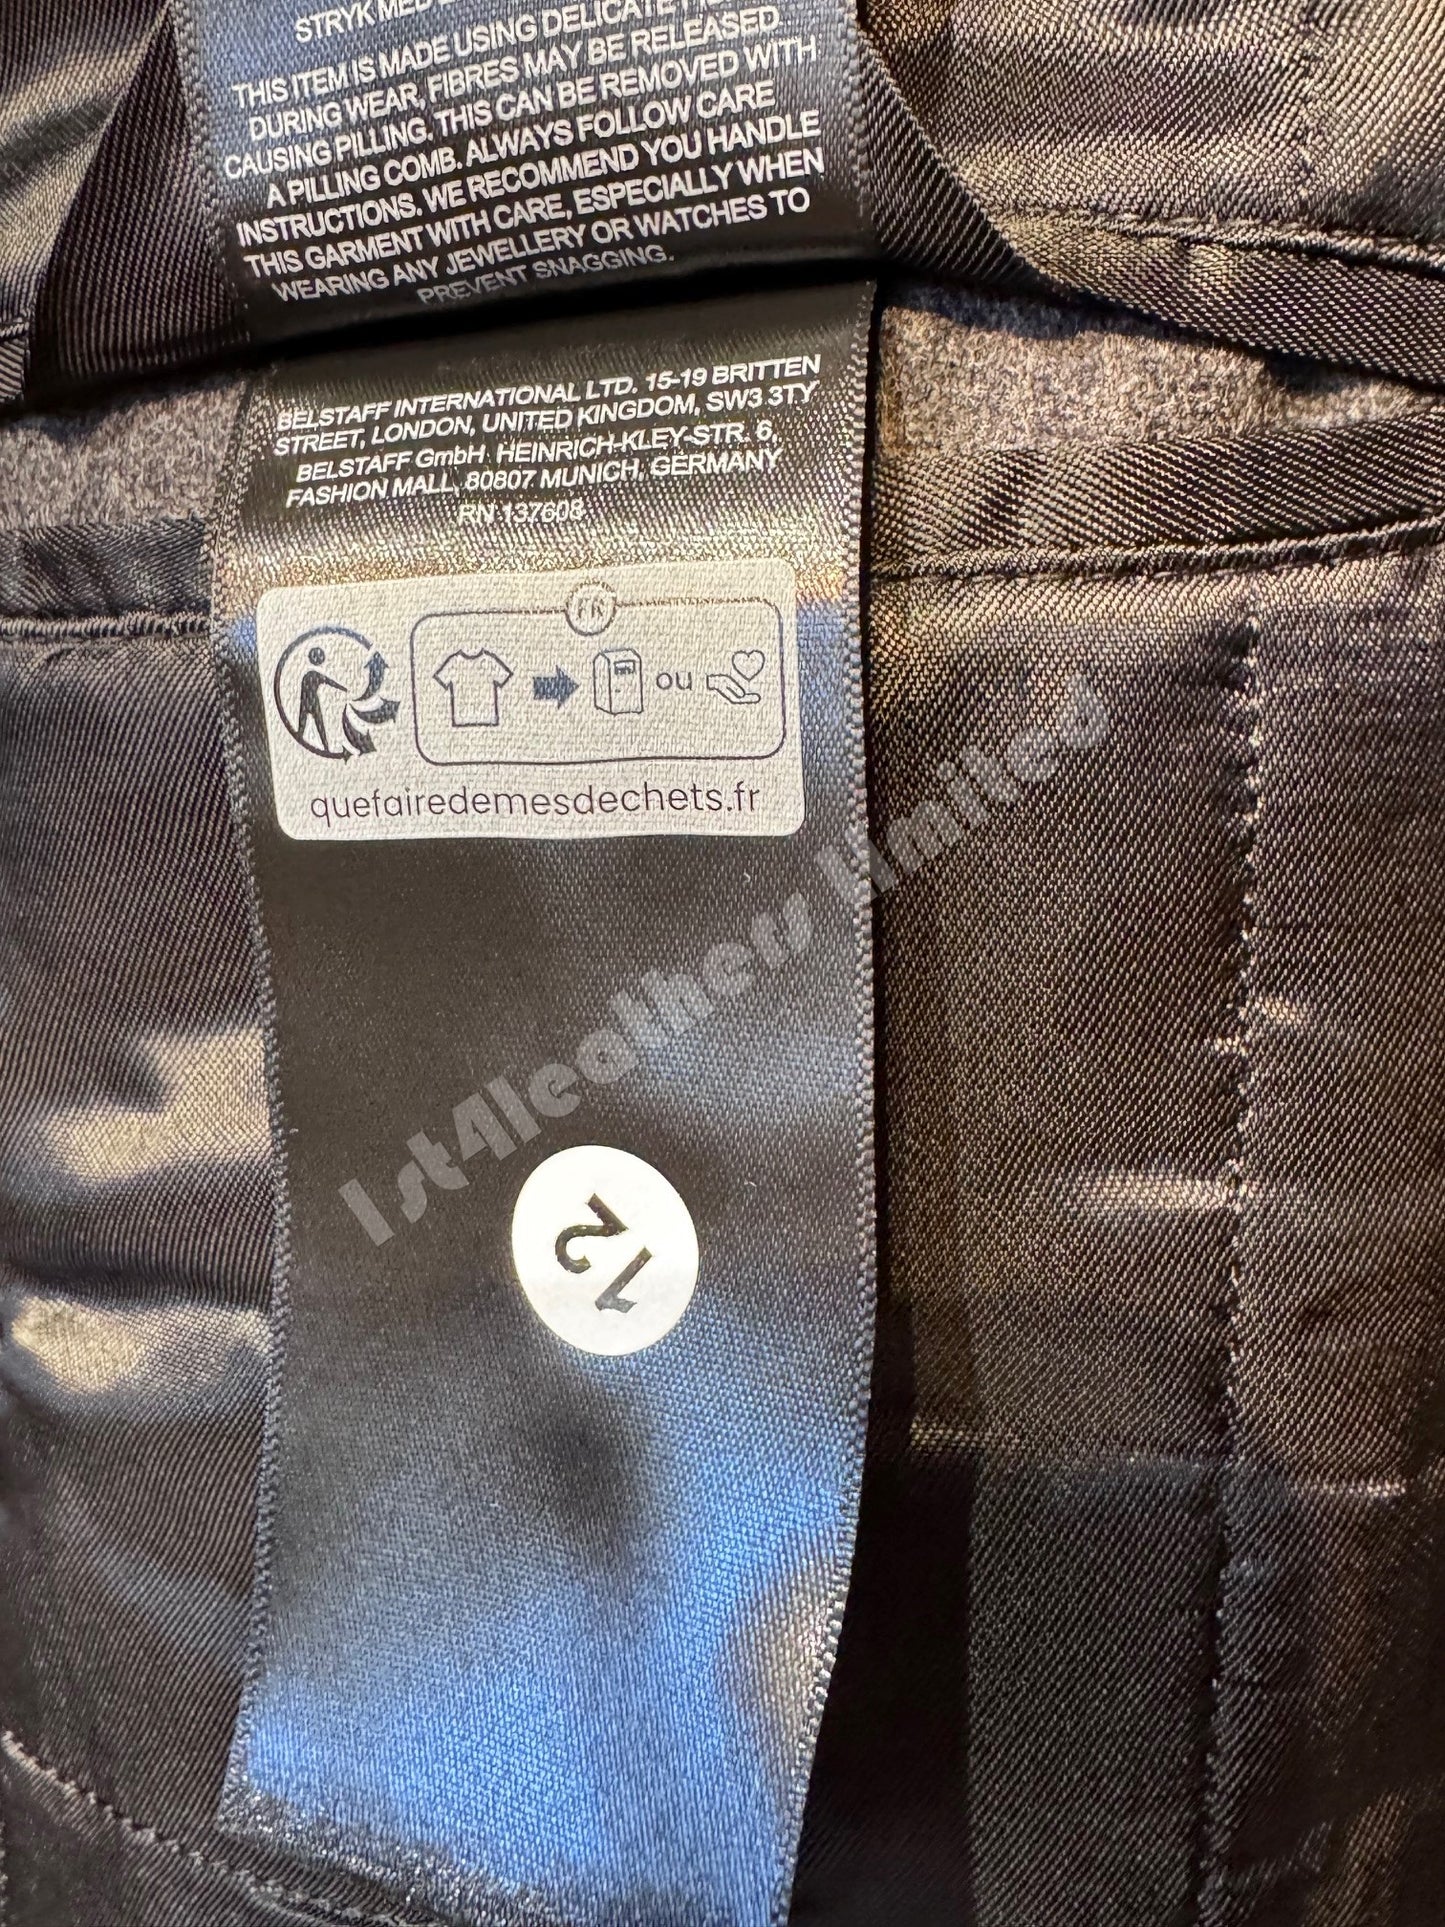 STRYK MED
THIS ITEM IS MADE USING DELICATE
DURING WEAR, FIBRES MAY BE RELEASED
CAUSING PILLING. THIS CAN BE REMOVED WITH
A PILLING COMB. ALWAYS FOLLOW CARE
INSTRUCTIONS. WE RECOMMEND YOU HANDLE
THIS GARMENT WITH CARE, ESPECIALLY WHEN
WEARING ANY JEWELLERY OR WATCHES TO
PREVENT SNAGGING.
BELSTAFF INTERNATIONAL LTD. 15-19 BRITTEN
STREET, LONDON, UNITED KINGDOM, SW3 3TY
BELSTAFF GmbH. HEINRICH-KLEY-STR. 6,
FASHION MALL, 80807 MUNICH, GERMANY
RN 137608
FR
ou
quefairedemesdechets.fr
1st4leathers limited
12